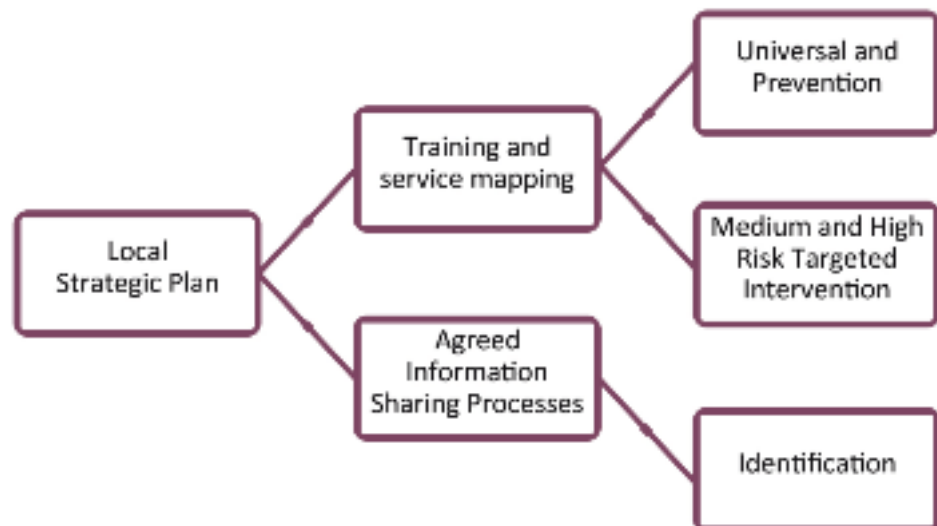 Local
Strategic Plan
Training and
service mapping
Agreed
Information
Sharing Processes
Universal and
Prevention
Medium and High
Risk Targeted
Intervention
Identification